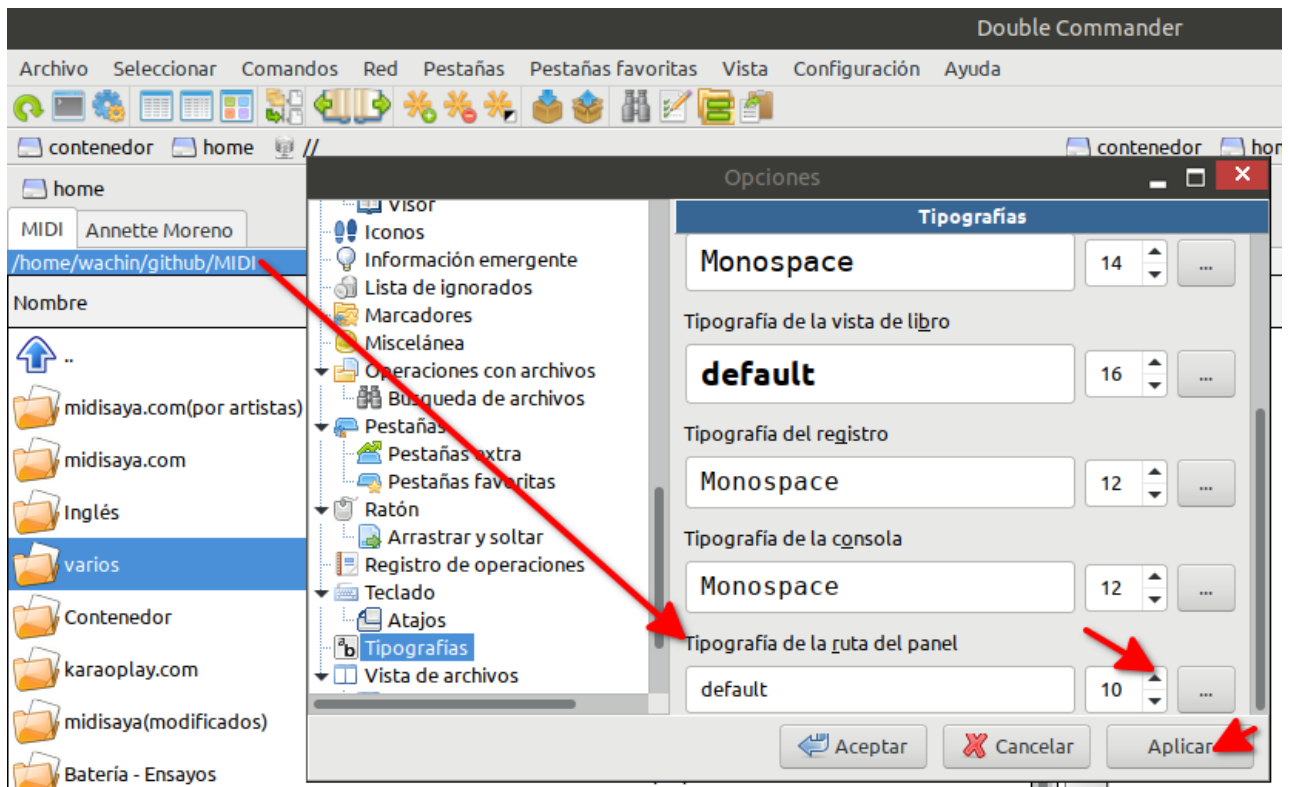 Double Commander
Archivo Seleccionar Comandos Red Pestañas Pestañas favoritas Vista Configuración Ayuda
contenedor home //
contenedor
home
MIDI Annette Moreno
/home/wachin/github/MIDI
Nombre
..
midisaya.com(por artistas)
midisaya.com
Inglés
varios
Contenedor
karaoplay.com
midisaya(modificados)
Batería - Ensayos
Opciones
Visor
Iconos
Información emergente
Lista de ignorados
Marcadores
Miscelánea
Operaciones con archivos
Búsqueda de archivos
Pestañas
Pestañas extra
Pestañas favoritas
Ratón
Arrastrar y soltar
Registro de operaciones
Teclado
Atajos
Tipografías
Vista de archivos
Tipografías
Monospace 14 ...
Tipografía de la vista de libro
default 16 ...
Tipografía del registro
Monospace 12 ...
Tipografía de la consola
Monospace 12 ...
Tipografía de la ruta del panel
default 10 ...
Aceptar Cancelar Aplicar